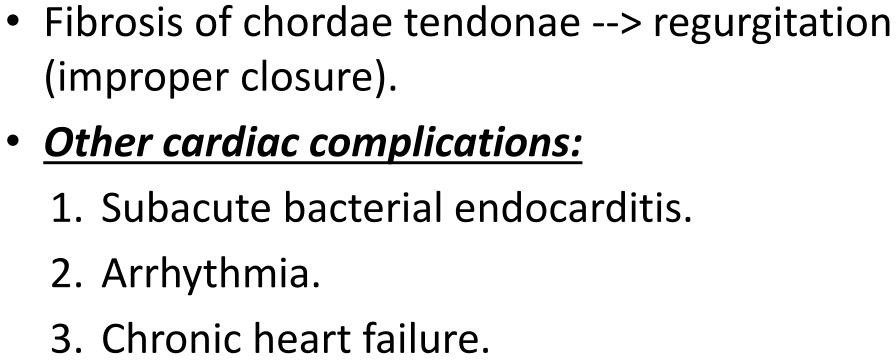 • Fibrosis of chordae tendonae --> regurgitation
(improper closure).
• Other cardiac complications:
1. Subacute bacterial endocarditis.
2. Arrhythmia.
3. Chronic heart failure.